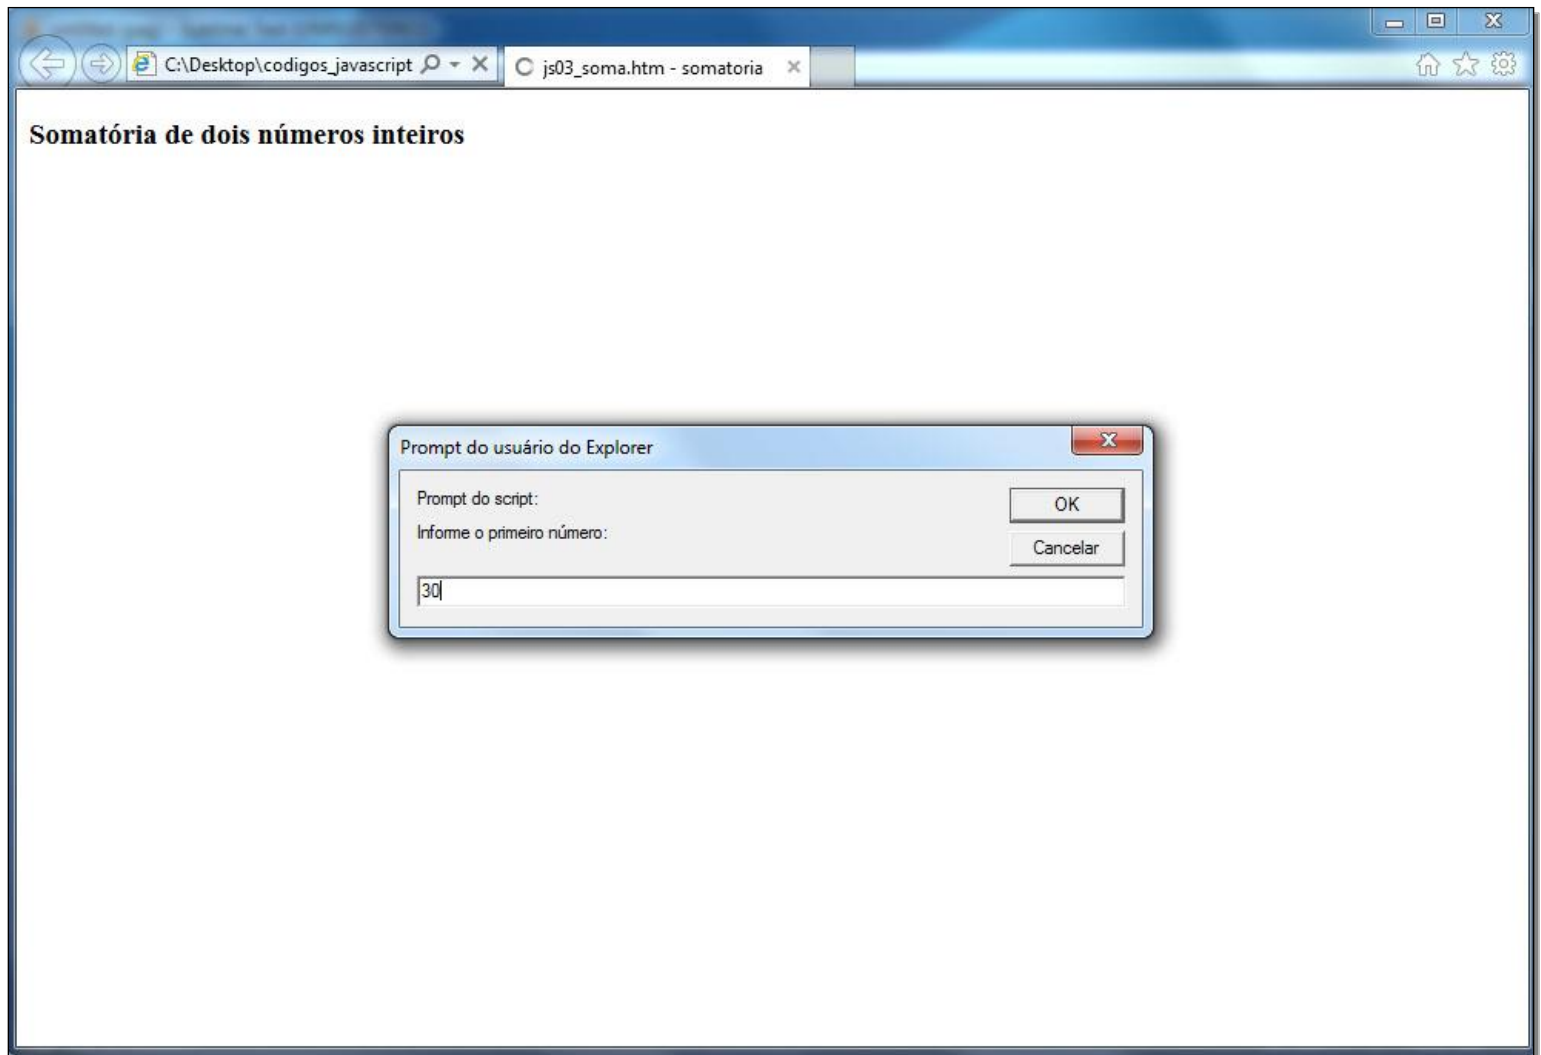 C:\Desktop\codigos_javascript
js03_soma.htm - somatoria
Somatória de dois números inteiros
Prompt do usuário do Explorer
Prompt do script:
OK
Informe o primeiro número:
Cancelar
30